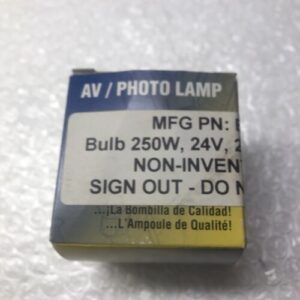 AV / PHOTO LAMP
MFG PN:
Bulb 250W, 24V,
NON-INVEN
SIGN OUT - DO
...¡La Bombilla de Calidad!
...L'Ampoule de Qualité!